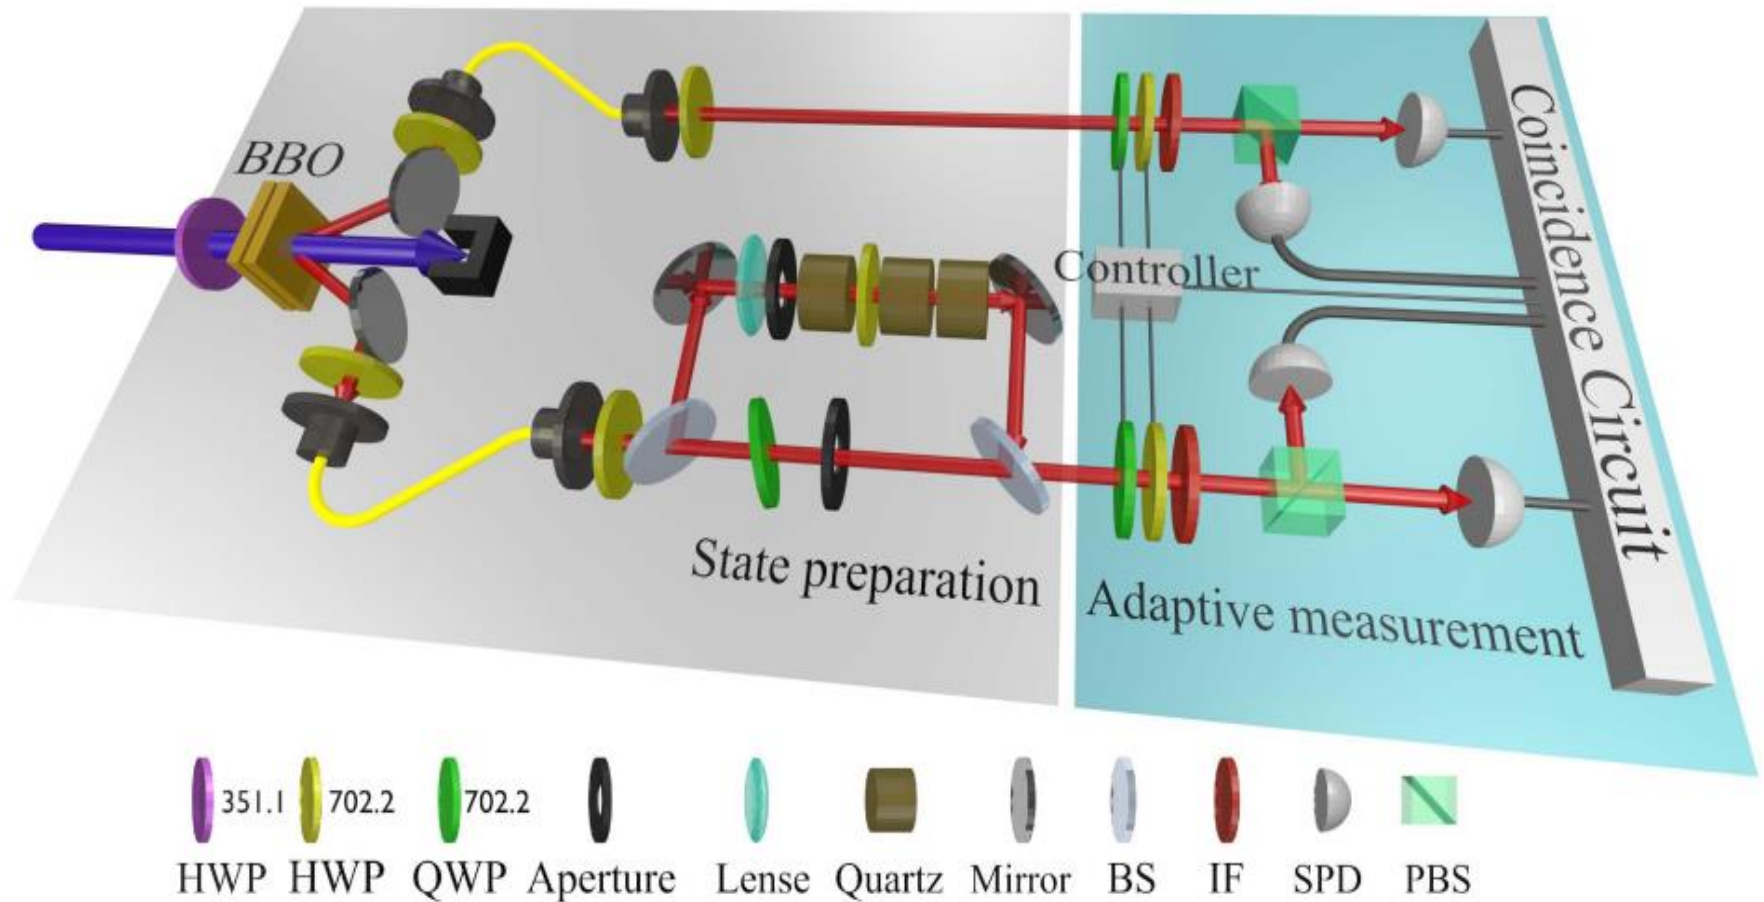 BBO
Controller
Coincidence Circuit
State preparation
Adaptive measurement
351.1 702.2 702.2
HWP HWP QWP Aperture Lense Quartz Mirror BS IF SPD PBS